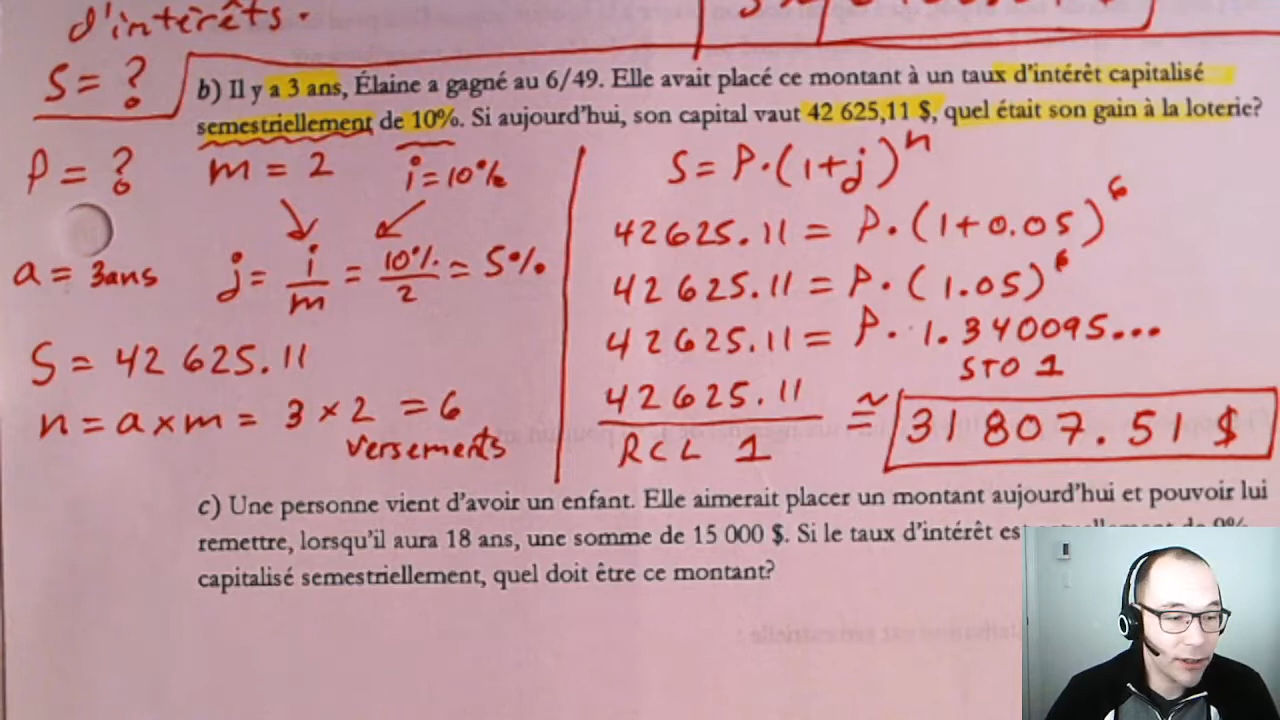 d'intérêts.
S = ?
b) Il y a 3 ans, Élaine a gagné au 6/49. Elle avait placé ce montant à un taux d'intérêt capitalisé
semestriellement de 10%. Si aujourd'hui, son capital vaut 42 625,11 $, quel était son gain à la loterie?
P = ?
m = 2
i = 10%
a = 3ans
j = i/m = 10%/2 = 5%
S = 42 625.11
n = a x m = 3 x 2 = 6
versements
S = P · (1+j)^n
42625.11 = P · (1+0.05)^6
42625.11 = P · (1.05)^6
42625.11 = P · 1.340095...
STO 1
42625.11 / RCL 1 ≅ 31 807.51 $
c) Une personne vient d'avoir un enfant. Elle aimerait placer un montant aujourd'hui et pouvoir lui
remettre, lorsqu'il aura 18 ans, une somme de 15 000 $. Si le taux d'intérêt
capitalisé semestriellement, quel doit être ce montant?